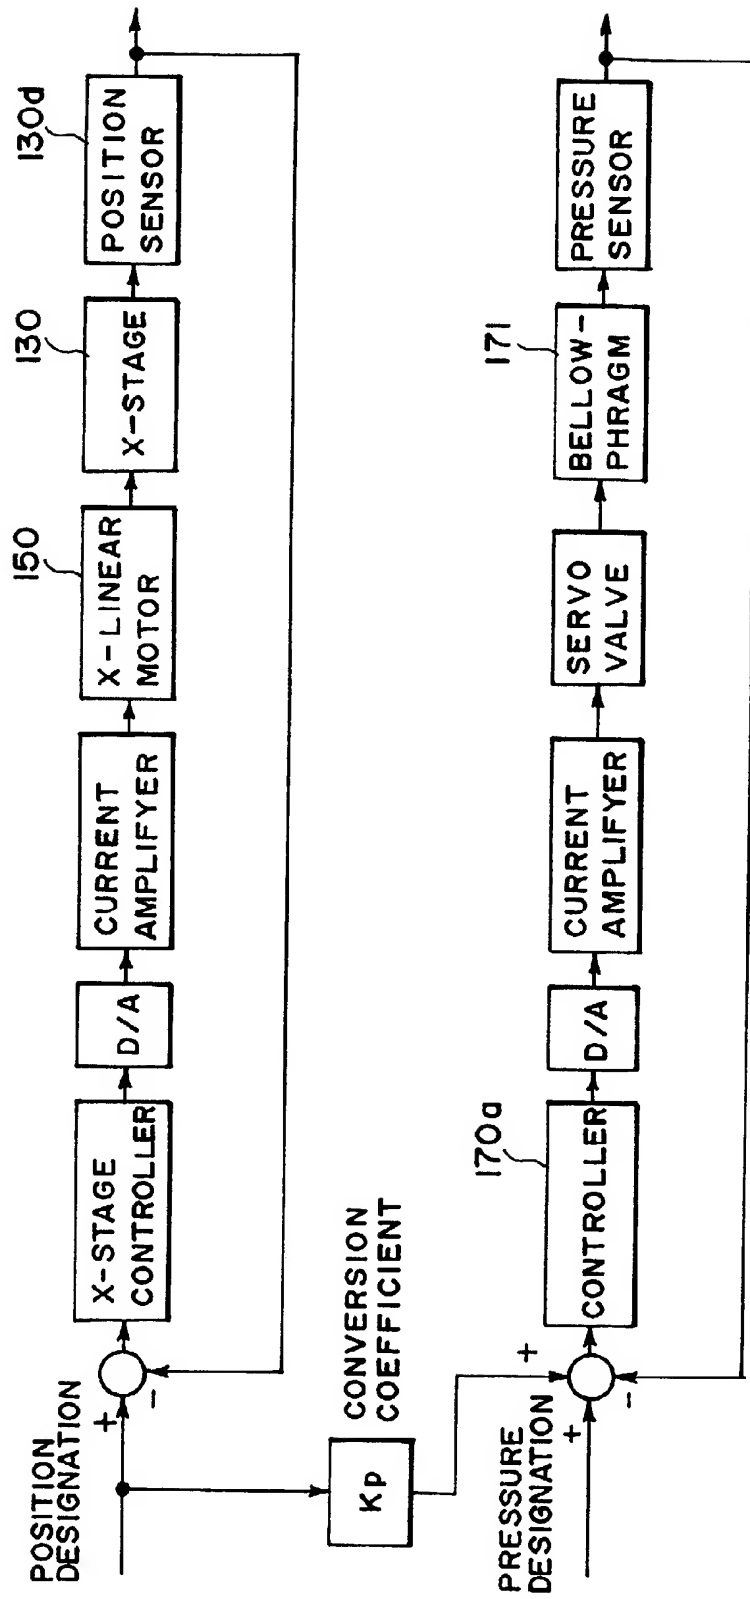 POSITION
DESIGNATION
+
-
X-STAGE
CONTROLLER
D/A
CURRENT
AMPLIFYER
150
X-LINEAR
MOTOR
130
X-STAGE
130d
POSITION
SENSOR
Kp
CONVERSION
COEFFICIENT
PRESSURE
DESIGNATION
+
+
-
170a
CONTROLLER
D/A
CURRENT
AMPLIFYER
SERVO
VALVE
171
BELLOW-
PHRAGM
PRESSURE
SENSOR